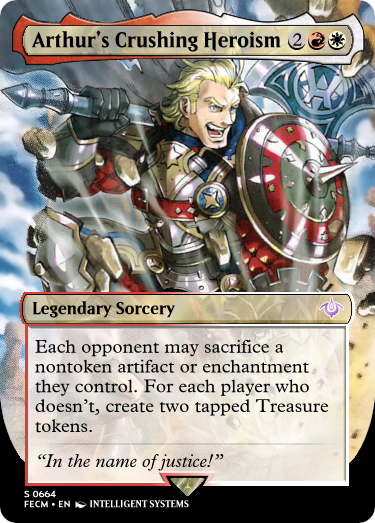 Arthur's Crushing Heroism 2
Legendary Sorcery
Each opponent may sacrifice a
nontoken artifact or enchantment
they control. For each player who
doesn't, create two tapped Treasure
tokens.
“In the name of justice!”
S 0664
FECM • EN INTELLIGENT SYSTEMS